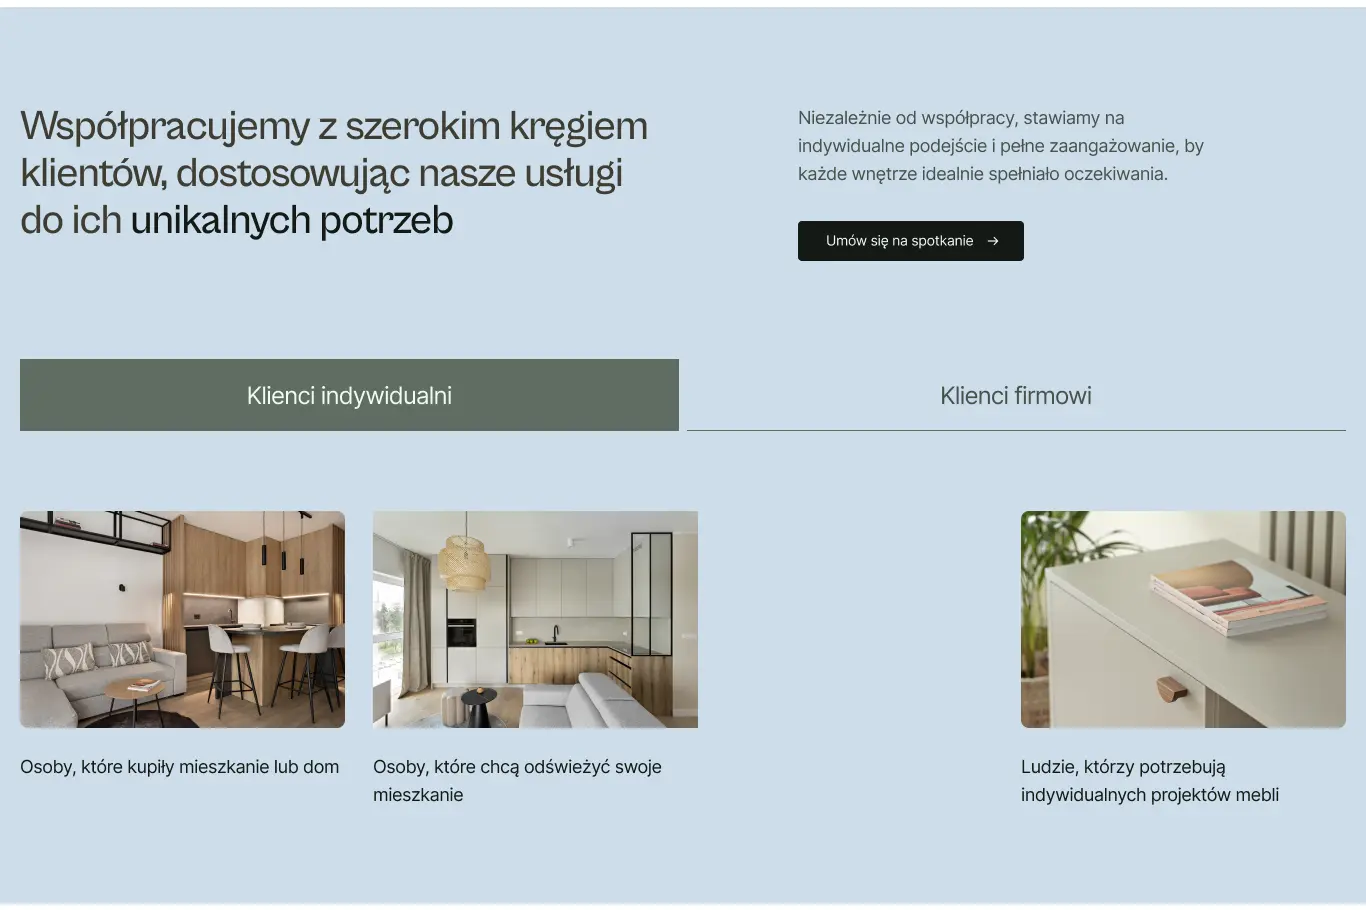 Współpracujemy z szerokim kręgiem
klientów, dostosowując nasze usługi
do ich unikalnych potrzeb
Niezależnie od współpracy, stawiamy na
indywidualne podejście i pełne zaangażowanie, by
każde wnętrze idealnie spełniało oczekiwania.
Umów się na spotkanie →
Klienci indywidualni
Klienci firmowi
Osoby, które kupiły mieszkanie lub dom
Osoby, które chcą odświeżyć swoje
mieszkanie
Ludzie, którzy potrzebują
indywidualnych projektów mebli